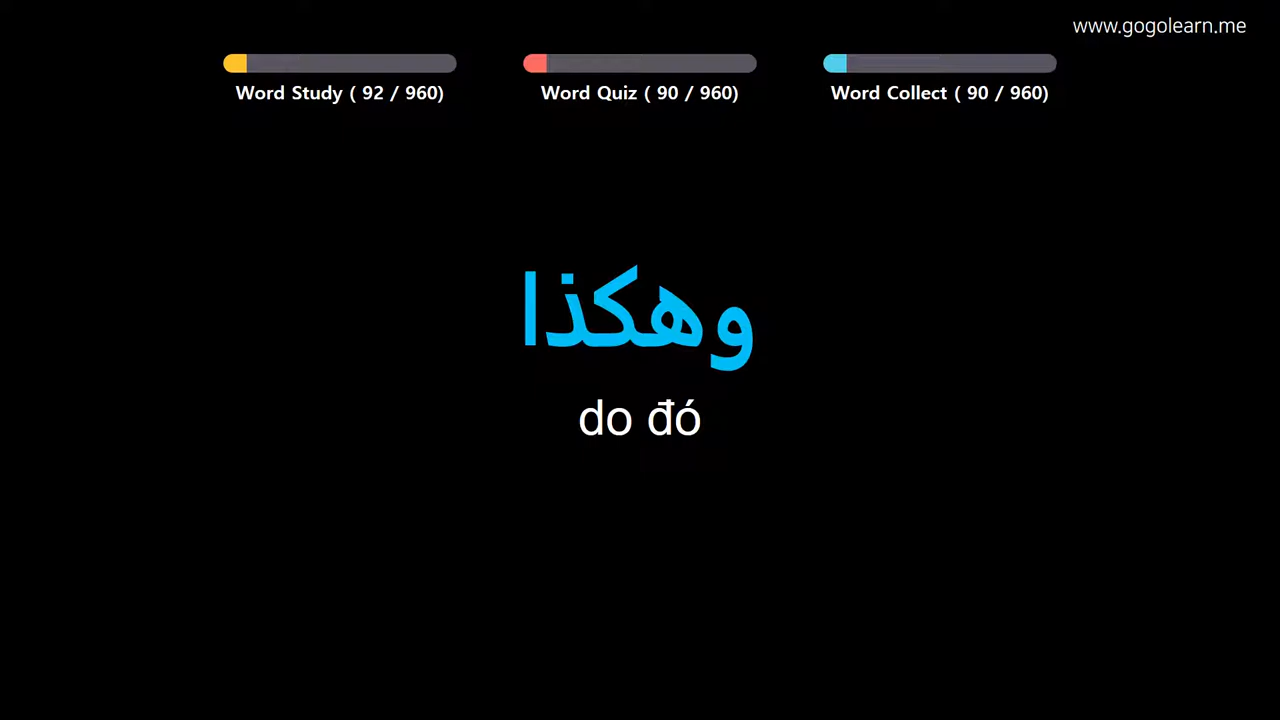 www.gogolearn.me
Word Study ( 92 / 960)
Word Quiz ( 90 / 960)
Word Collect ( 90 / 960)
وهكذا
do đó